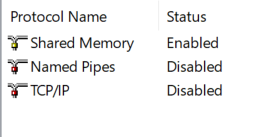 Protocol Name Status
Shared Memory Enabled
Named Pipes Disabled
TCP/IP Disabled